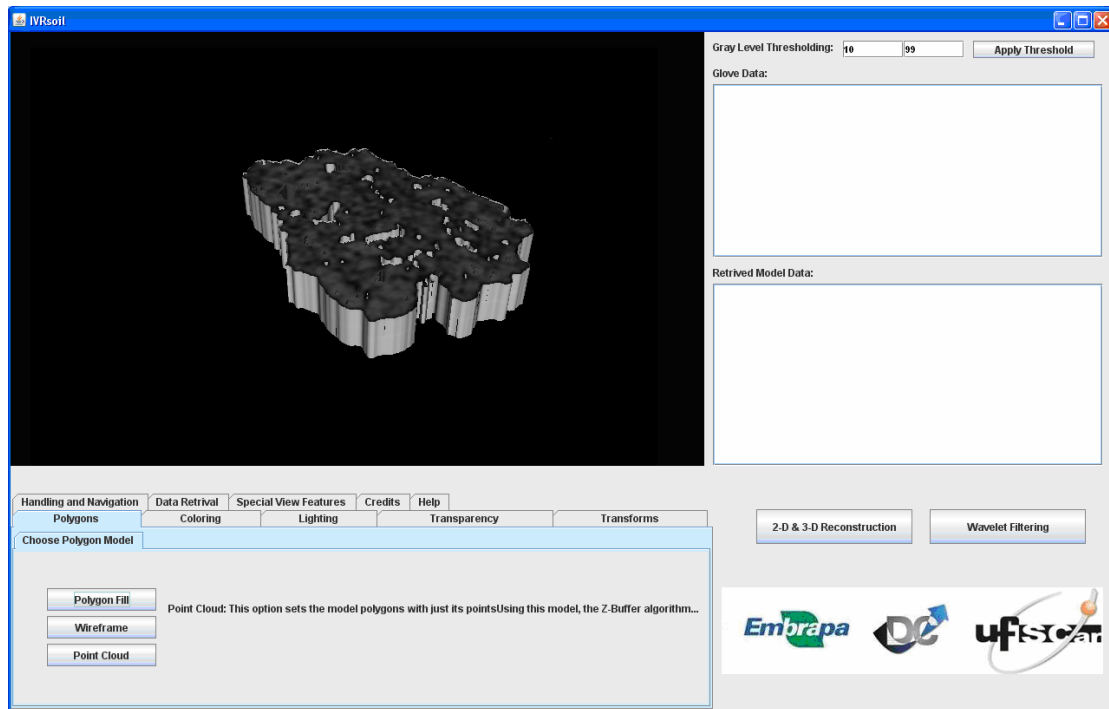 IVRsoil
Gray Level Thresholding: 10 99 Apply Threshold
Glove Data:
Retrived Model Data:
Handling and Navigation Data Retrival Special View Features Credits Help
Polygons Coloring Lighting Transparency Transforms
Choose Polygon Model
Polygon Fill
Point Cloud: This option sets the model polygons with just its pointsUsing this model, the Z-Buffer algorithm...
Wireframe
Point Cloud
2-D & 3-D Reconstruction Wavelet Filtering
Embrapa DC ufscar